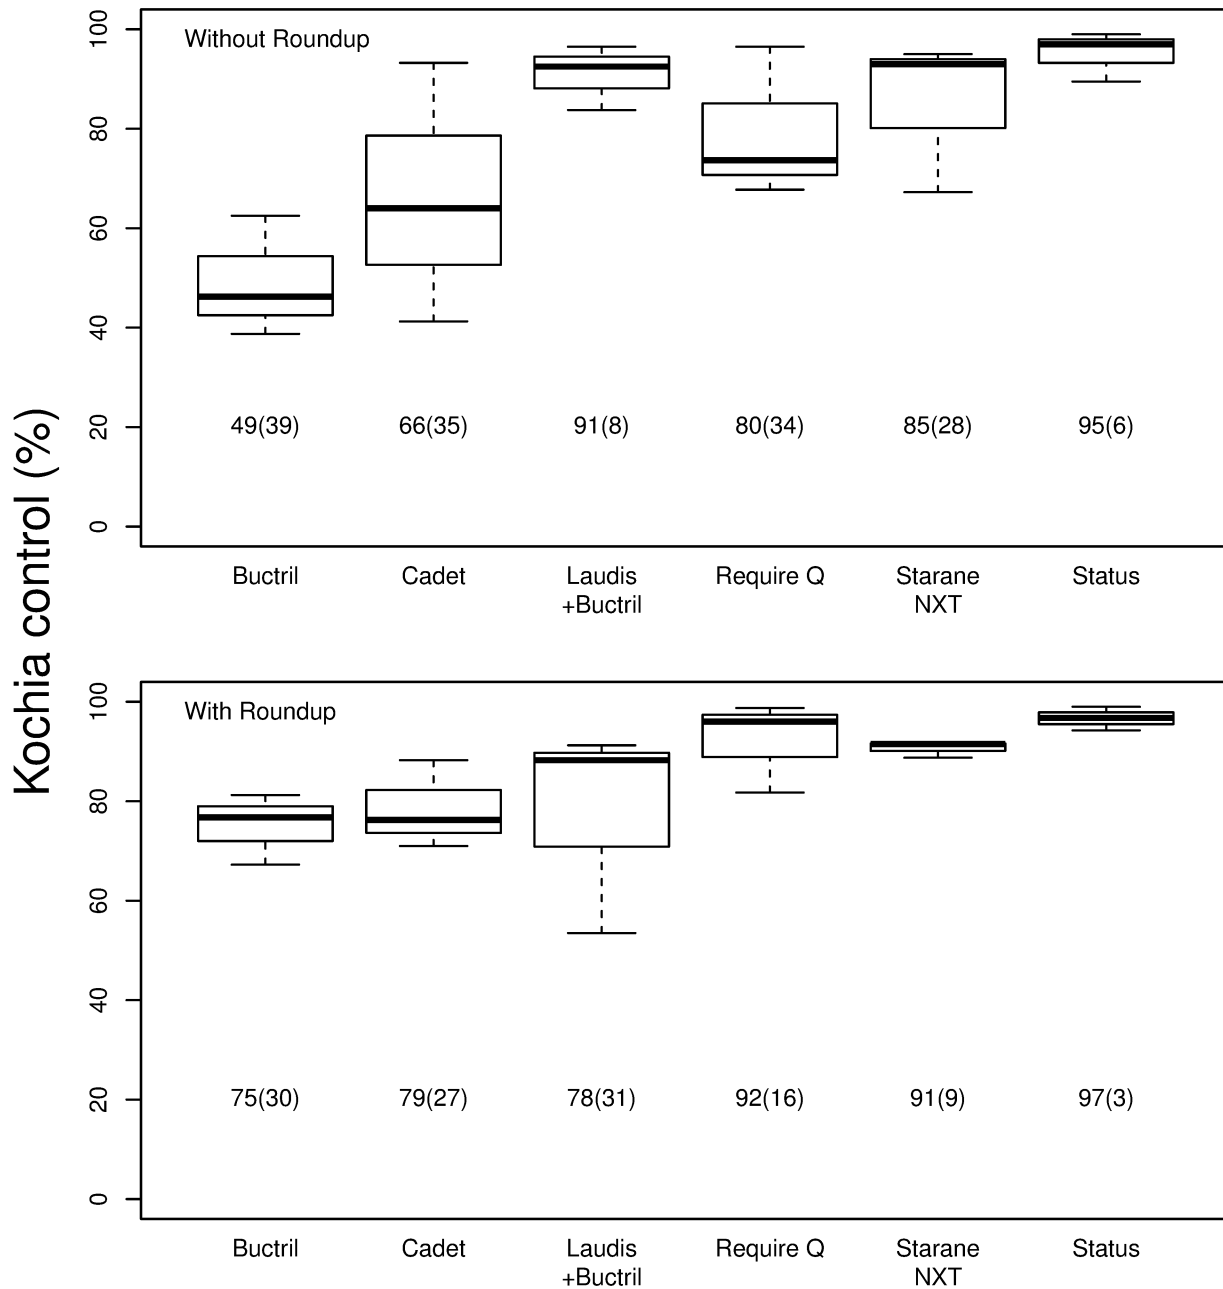 Kochia control (%)
Without Roundup
100
80
60
40
20
0
49(39) 66(35) 91(8) 80(34) 85(28) 95(6)
Buctril Cadet Laudis Require Q Starane Status
+Buctril NXT
With Roundup
100
80
60
40
20
0
75(30) 79(27) 78(31) 92(16) 91(9) 97(3)
Buctril Cadet Laudis Require Q Starane Status
+Buctril NXT